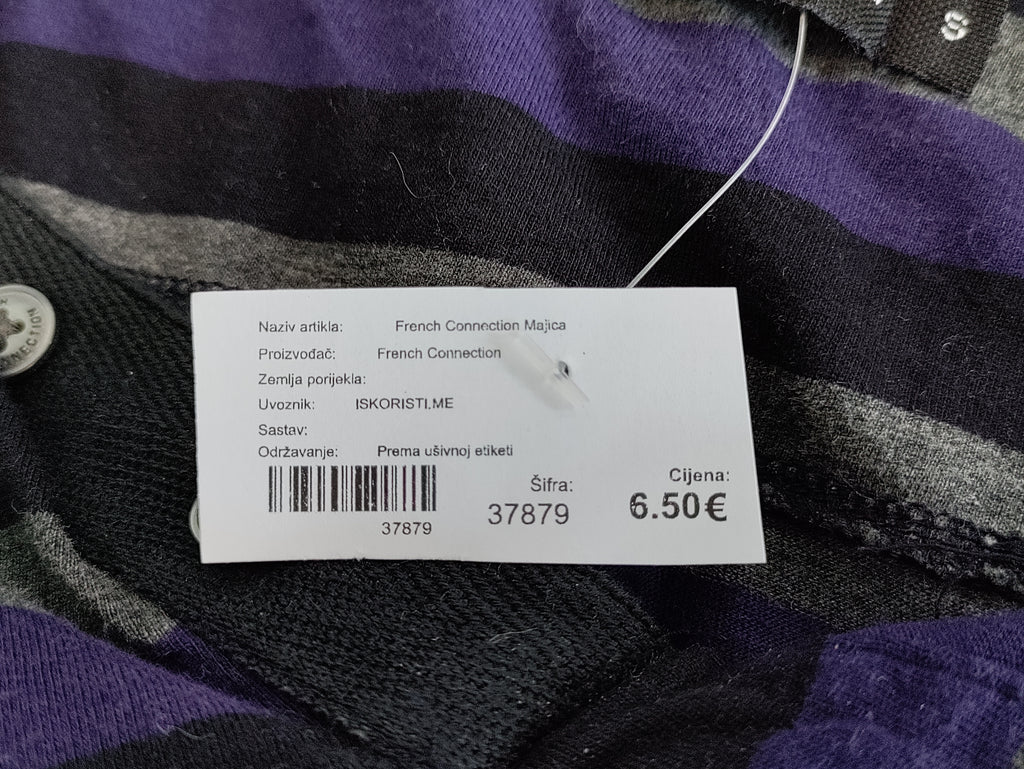 8
Naziv artikla: French Connection Majica
Proizvođač: French Connection
Zemlja porijekla:
Uvoznik: ISKORISTI.ME
Sastav:
Održavanje: Prema ušivnoj etiketi
37879
Šifra:
37879
Cijena:
6.50€